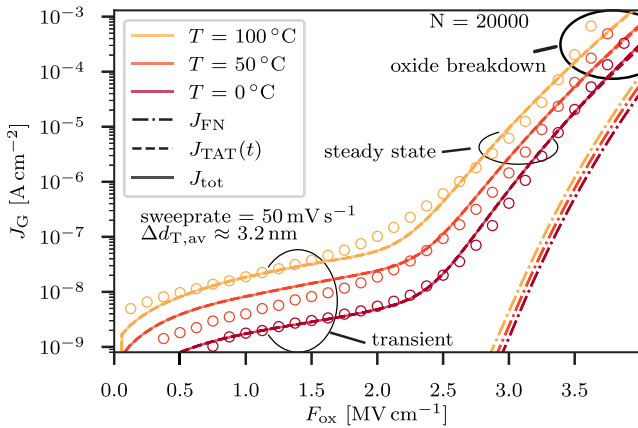 N = 20000
T = 100 °C
T = 50 °C
T = 0 °C
J_FN
J_TAT(t)
J_tot
oxide breakdown
steady state
sweeprate = 50 mV s⁻¹
Δd_T,av ≈ 3.2 nm
transient
J_G [A cm⁻²]
10⁻³
10⁻⁴
10⁻⁵
10⁻⁶
10⁻⁷
10⁻⁸
10⁻⁹
0.0 0.5 1.0 1.5 2.0 2.5 3.0 3.5
F_ox [MV cm⁻¹]